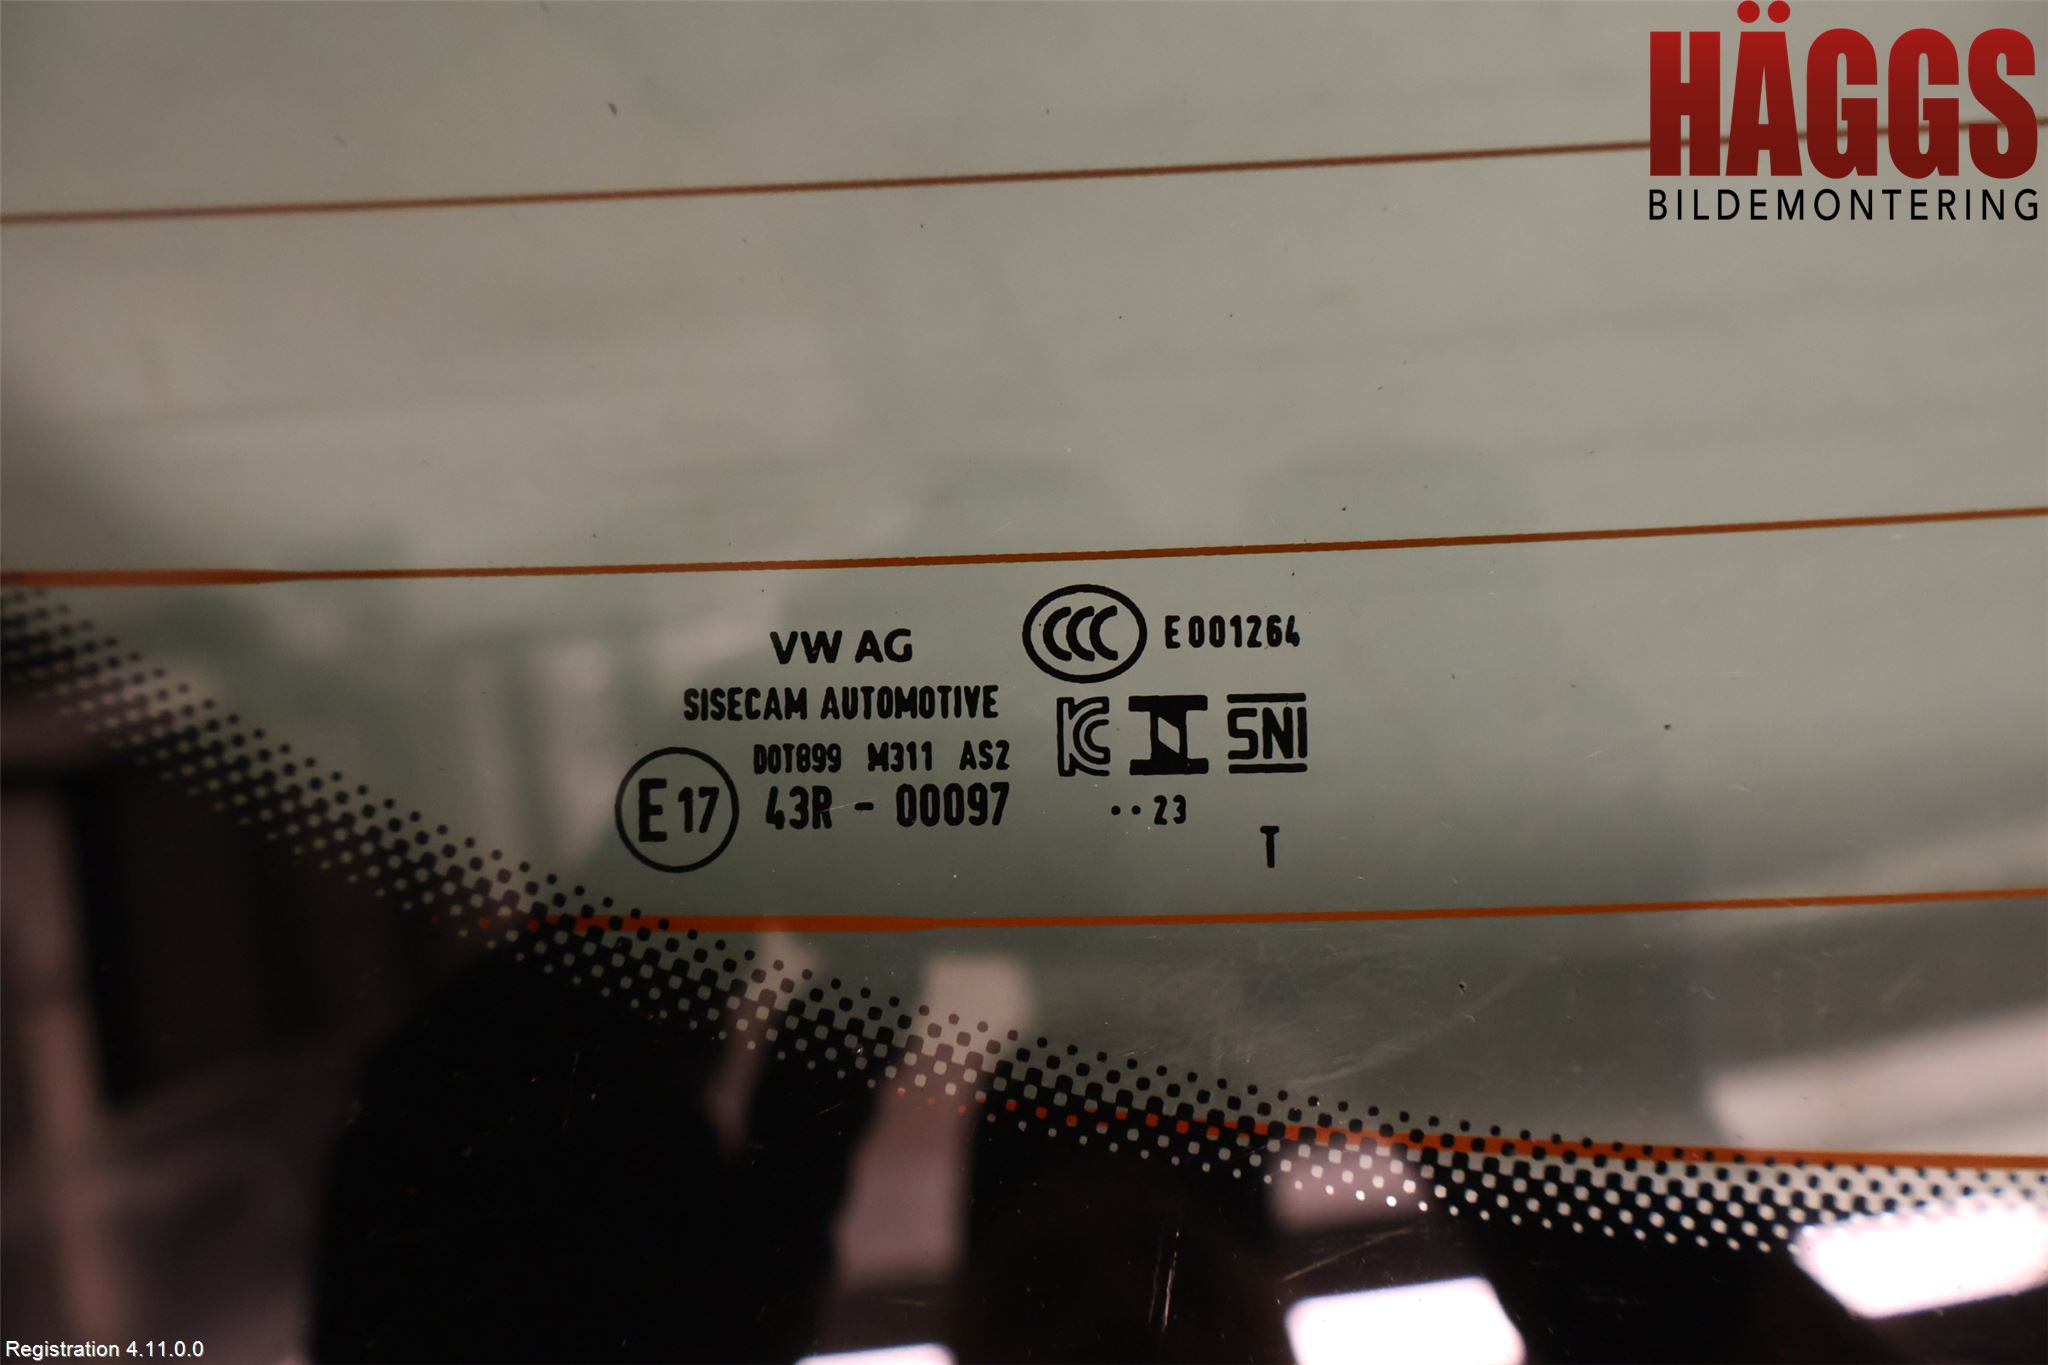 HÄGGS
BILDEMONTERING
VW AG
SISECAM AUTOMOTIVE
DOT899 M311 AS2
E17 43R - 00097
CCC E001264
KC SNI
··23
T
Registration 4.11.0.0